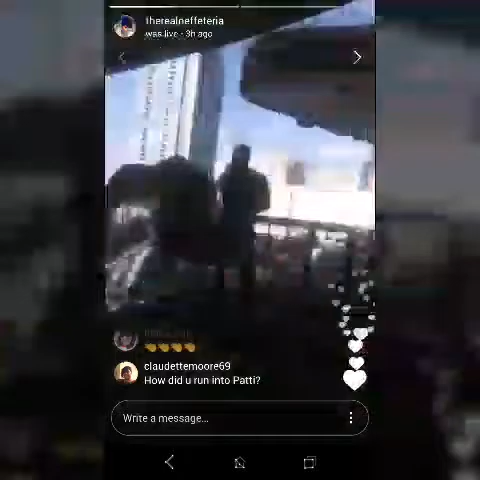 therealneffeteria
was live · 3h ago
claudettemoore69
How did u run into Patti?
Write a message...